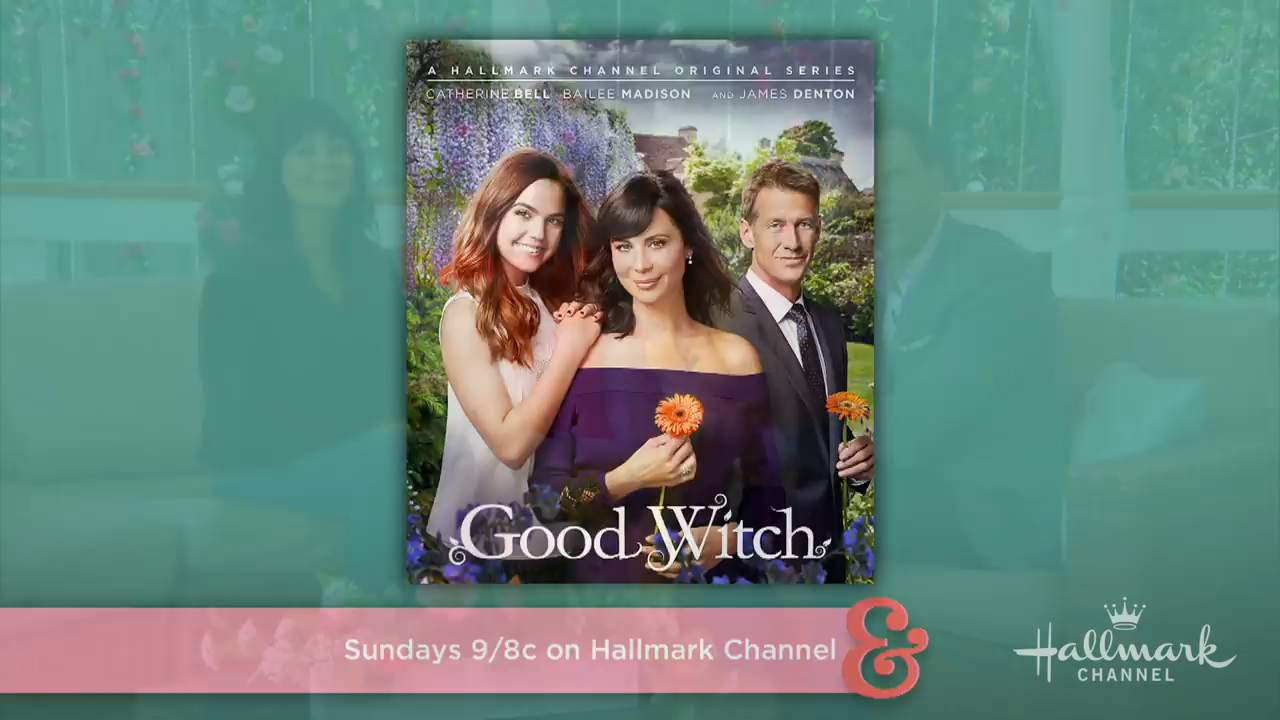 A HALLMARK CHANNEL ORIGINAL SERIES
CATHERINE BELL BAILEE MADISON AND JAMES DENTON
Good Witch
Sundays 9/8c on Hallmark Channel &
Hallmark
CHANNEL